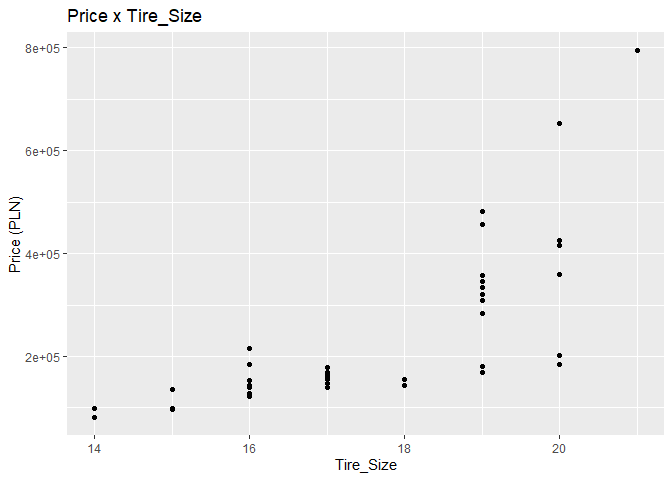 Price x Tire_Size
8e+05
6e+05
4e+05
2e+05
Price (PLN)
14 16 18 20
Tire_Size